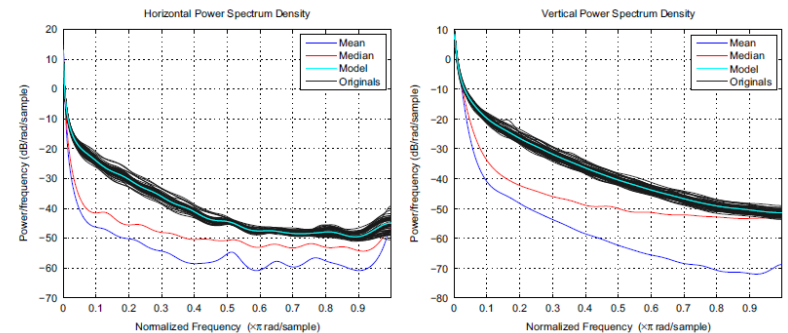 Horizontal Power Spectrum Density
20
10
0
-10
-20
-30
-40
-50
-60
-70
Power/frequency (dB/rad/sample)
0 0.1 0.2 0.3 0.4 0.5 0.6 0.7 0.8 0.9
Normalized Frequency (×π rad/sample)
Mean
Median
Model
Originals
Vertical Power Spectrum Density
10
0
-10
-20
-30
-40
-50
-60
-70
-80
Power/frequency (dB/rad/sample)
0 0.1 0.2 0.3 0.4 0.5 0.6 0.7 0.8 0.9
Normalized Frequency (×π rad/sample)
Mean
Median
Model
Originals